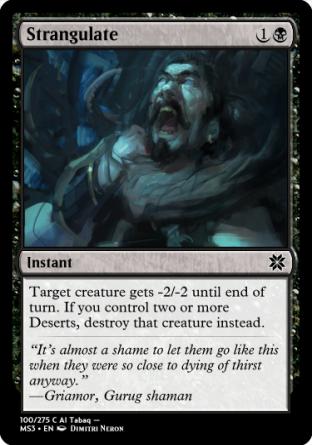 Strangulate 1
Instant
Target creature gets -2/-2 until end of
turn. If you control two or more
Deserts, destroy that creature instead.
"It's almost a shame to let them go like this
when they were so close to dying of thirst
anyway."
—Griamor, Gurug shaman
100/275 C Al Tabaq —
MS3 • EN Dimitri Neron